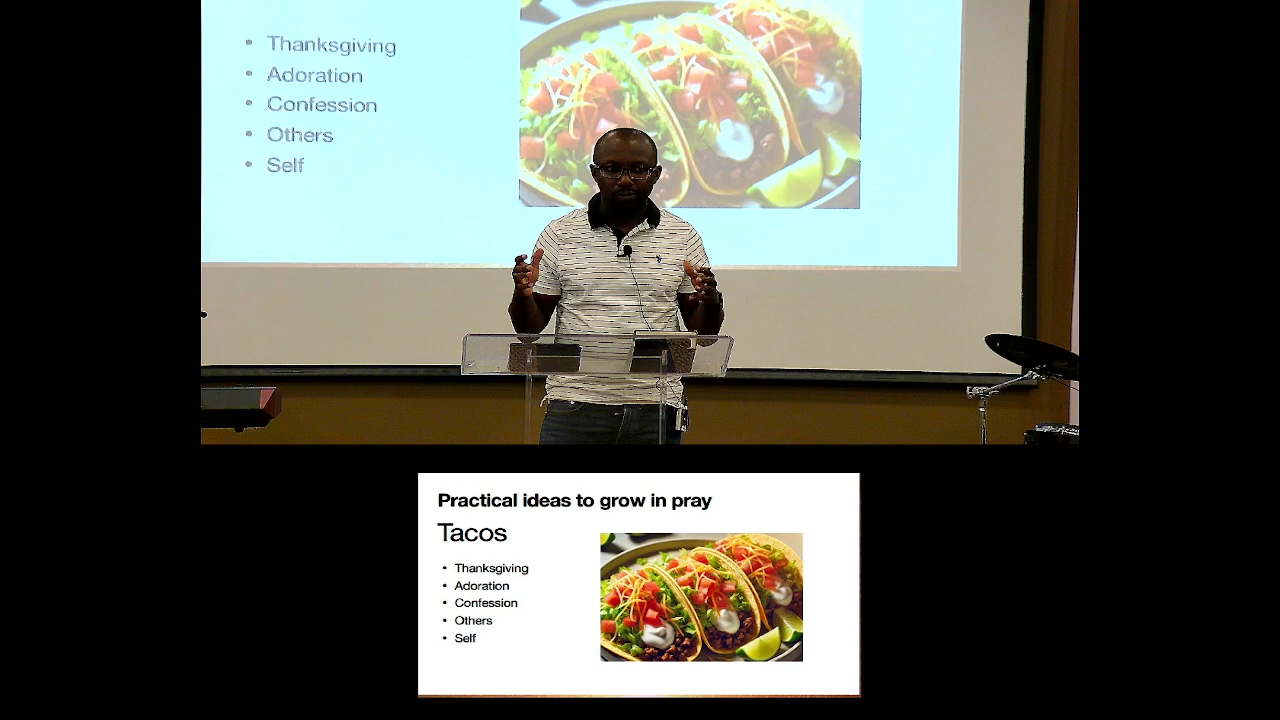 • Thanksgiving
• Adoration
• Confession
• Others
• Self
Practical ideas to grow in pray
Tacos
• Thanksgiving
• Adoration
• Confession
• Others
• Self